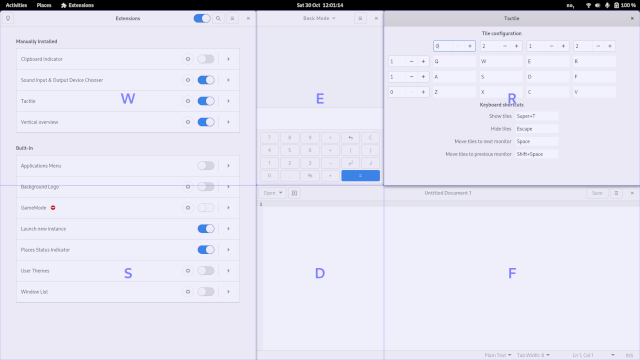 Activities Places Extensions Sat 30 Oct 12:01:14 100 %
Extensions
Manually Installed
Clipboard Indicator
Sound Input & Output Device Chooser
Tactile
Vertical overview
Built-In
Applications Menu
Background Logo
GameMode
Launch new instance
Places Status Indicator
User Themes
Window List
W
S
Basic Mode
E
7 8 9 ÷
4 5 6 × ( )
1 2 3 −
0 . % + =
Tactile
Tile configuration
0 + 2 − + 1 − + 2 − +
1 − + Q W E R
1 − + A S D F
0 − + Z X C V
R
Keyboard shortcuts
Show tiles Super+T
Hide tiles Escape
Move tiles to next monitor Space
Move tiles to previous monitor Shift+Space
Open Untitled Document 1 Save
1
D
F
Plain Text Tab Width: 8 Ln 1, Col 1 INS